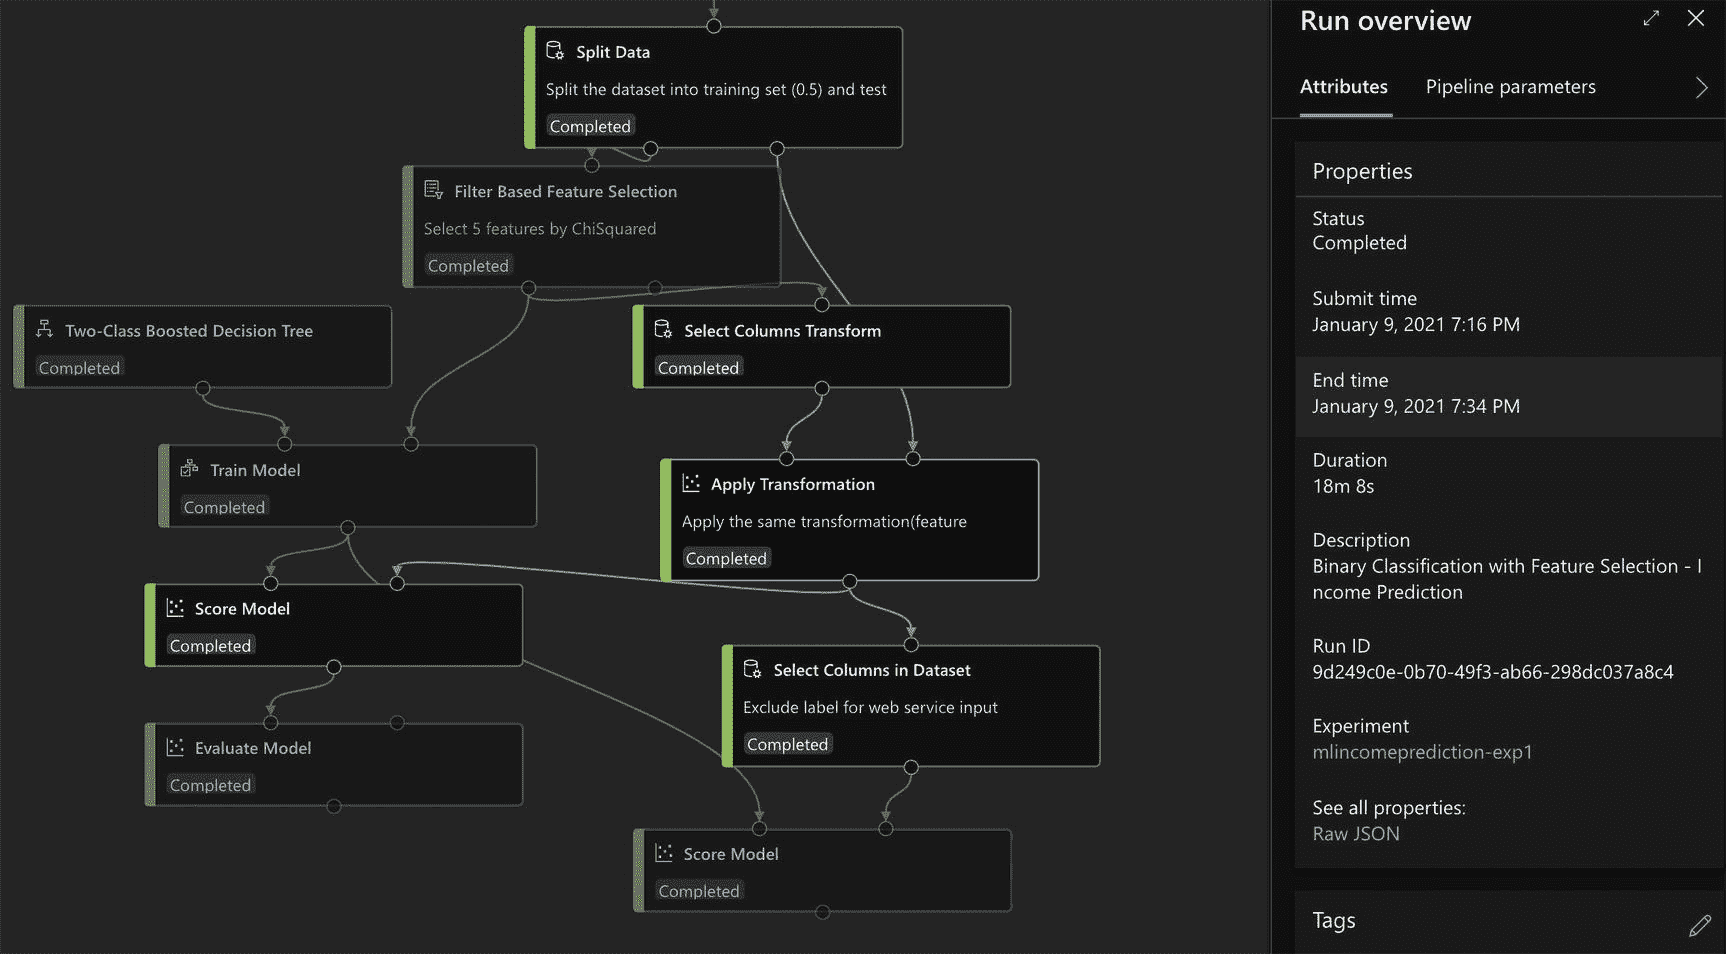 Split Data
Split the dataset into training set (0.5) and test
Completed
Filter Based Feature Selection
Select 5 features by ChiSquared
Completed
Two-Class Boosted Decision Tree
Completed
Select Columns Transform
Completed
Train Model
Completed
Apply Transformation
Apply the same transformation(feature
Completed
Score Model
Completed
Select Columns in Dataset
Exclude label for web service input
Completed
Evaluate Model
Completed
Score Model
Completed
Run overview
Attributes
Pipeline parameters
Properties
Status
Completed
Submit time
January 9, 2021 7:16 PM
End time
January 9, 2021 7:34 PM
Duration
18m 8s
Description
Binary Classification with Feature Selection - I
ncome Prediction
Run ID
9d249c0e-0b70-49f3-ab66-298dc037a8c4
Experiment
mlincomeprediction-exp1
See all properties:
Raw JSON
Tags